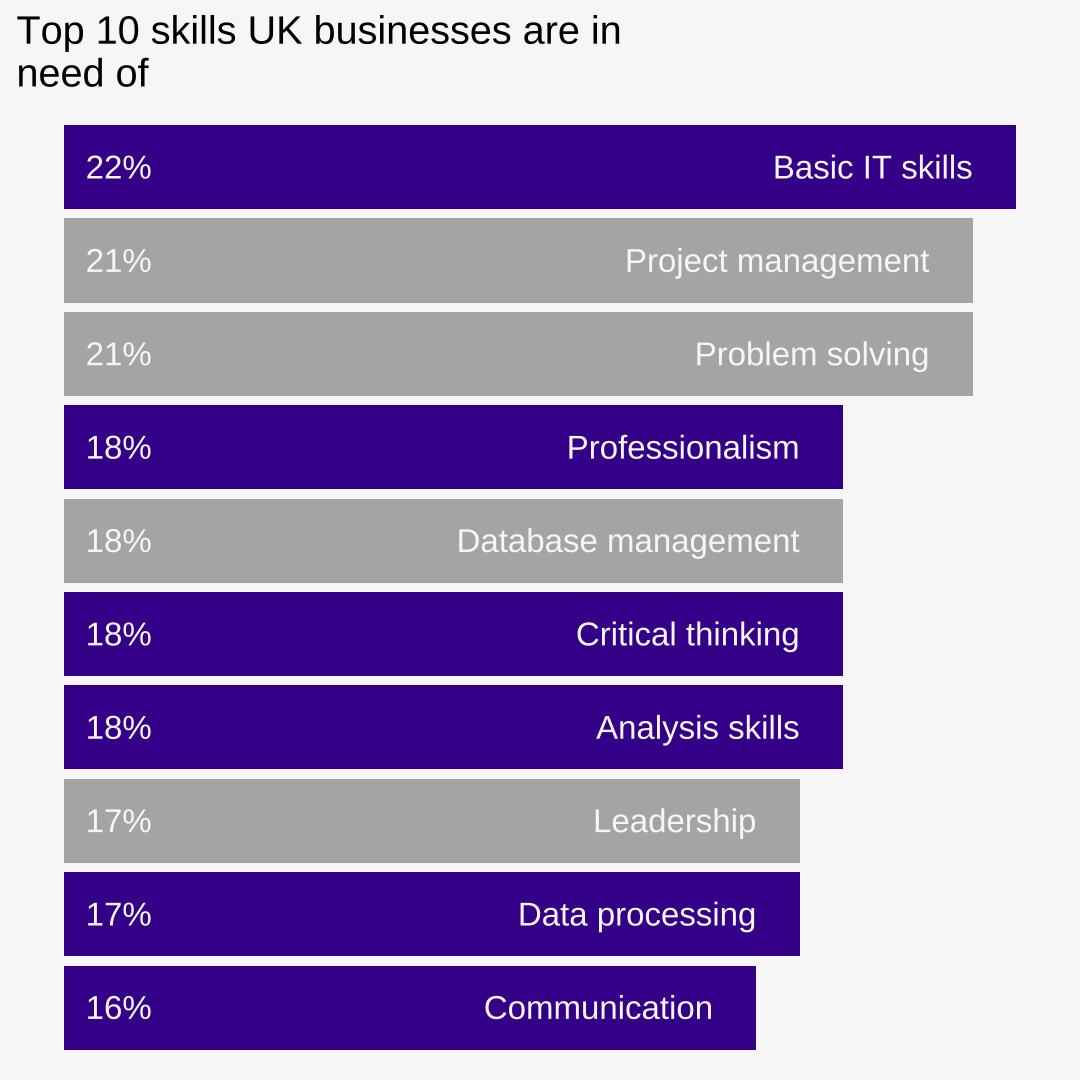 Top 10 skills UK businesses are in
need of
22% Basic IT skills
21% Project management
21% Problem solving
18% Professionalism
18% Database management
18% Critical thinking
18% Analysis skills
17% Leadership
17% Data processing
16% Communication